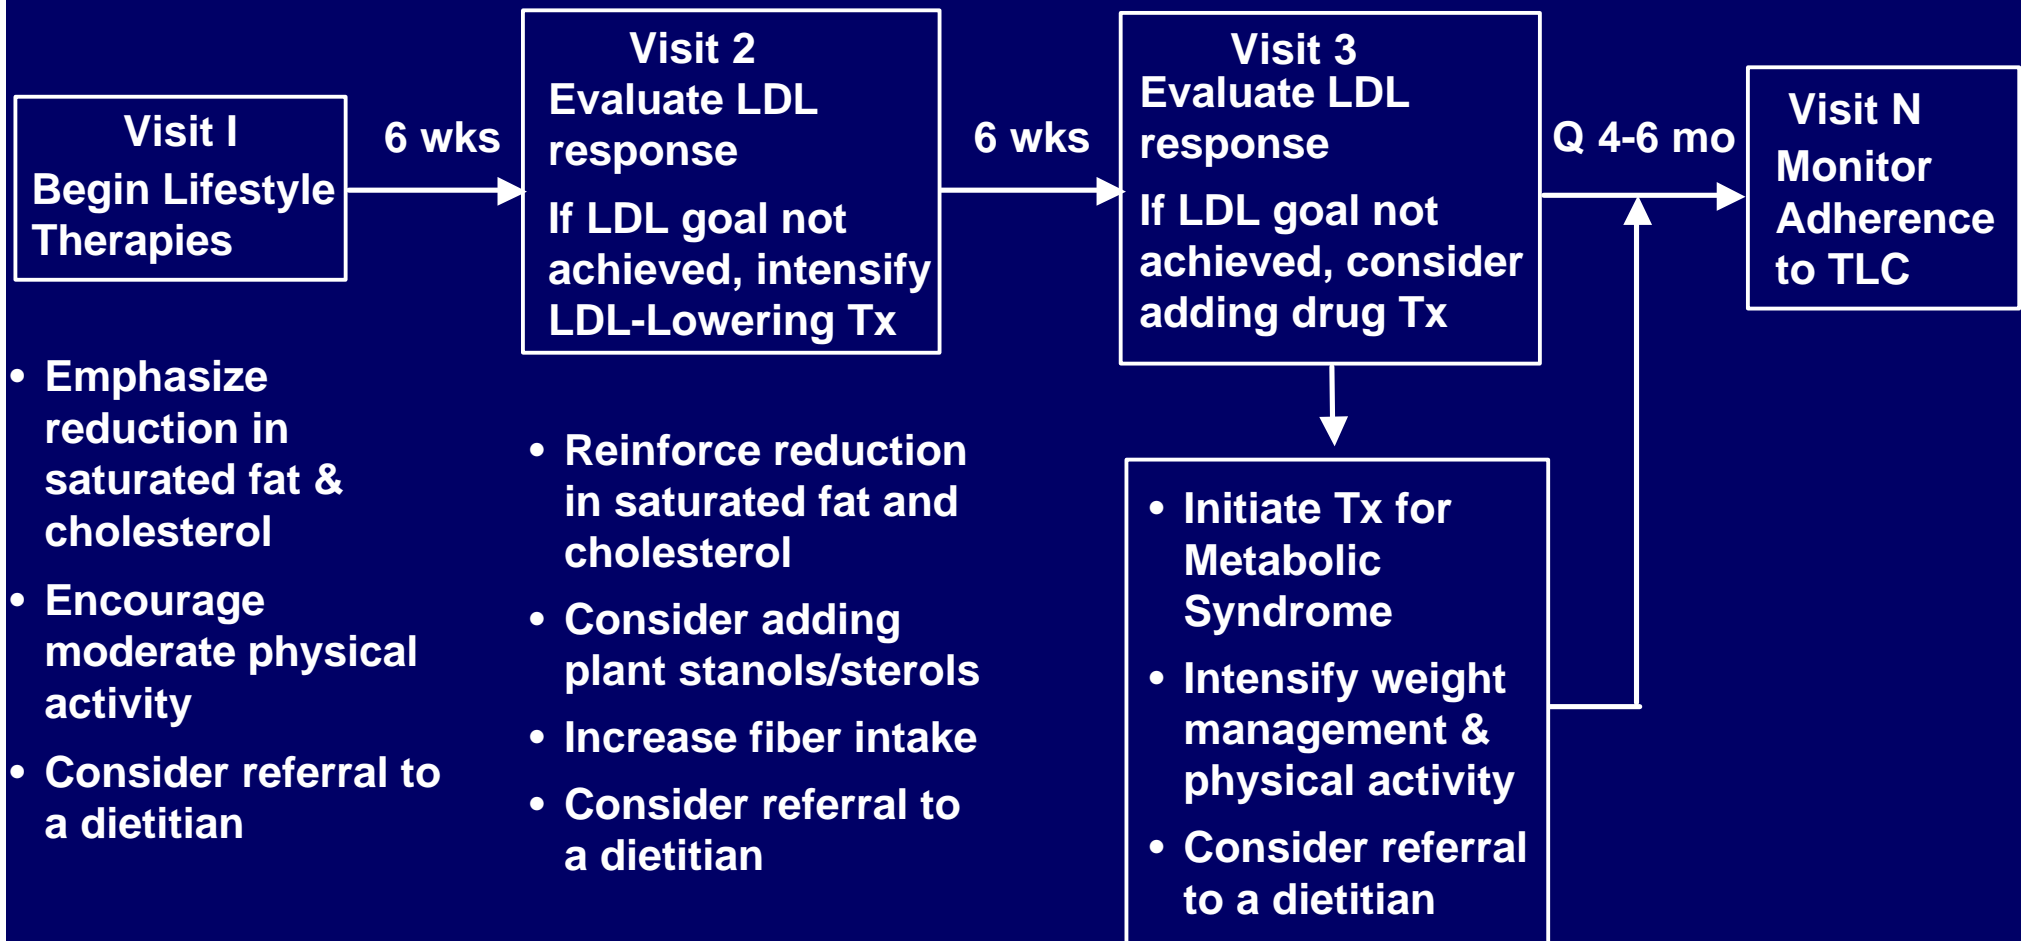 Visit I
Begin Lifestyle
Therapies
6 wks
Visit 2
Evaluate LDL
response
If LDL goal not
achieved, intensify
LDL-Lowering Tx
6 wks
Visit 3
Evaluate LDL
response
If LDL goal not
achieved, consider
adding drug Tx
Q 4-6 mo
Visit N
Monitor
Adherence
to TLC
• Emphasize
reduction in
saturated fat &
cholesterol
• Encourage
moderate physical
activity
• Consider referral to
a dietitian
• Reinforce reduction
in saturated fat and
cholesterol
• Consider adding
plant stanols/sterols
• Increase fiber intake
• Consider referral to
a dietitian
• Initiate Tx for
Metabolic
Syndrome
• Intensify weight
management &
physical activity
• Consider referral
to a dietitian